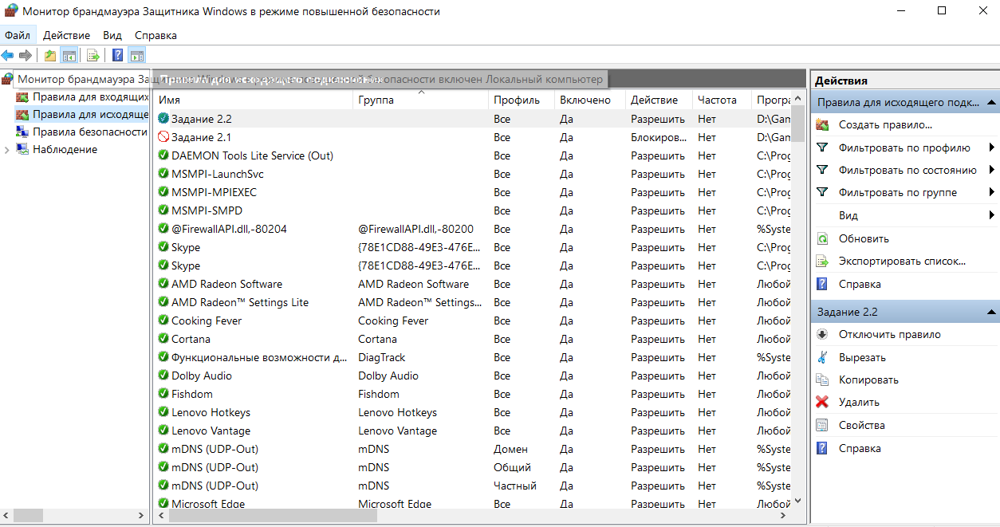 Монитор брандмауэра Защитника Windows в режиме повышенной безопасности
Файл Действие Вид Справка
Монитор брандмауэра Защитника Windows в режиме повышенной безопасности включен Локальный компьютер
Правила для входящих
Правила для исходяще
Правила безопасности
Наблюдение
Правила для исходящего подключения
Имя Группа Профиль Включено Действие Частота Програ
Задание 2.2 Все Да Разрешить Нет D:\Gam
Задание 2.1 Все Да Блокиров... Нет D:\Gam
DAEMON Tools Lite Service (Out) Все Да Разрешить Нет C:\Prog
MSMPI-LaunchSvc Все Да Разрешить Нет C:\Prog
MSMPI-MPIEXEC Все Да Разрешить Нет C:\Prog
MSMPI-SMPD Все Да Разрешить Нет C:\Prog
@FirewallAPI.dll,-80204 @FirewallAPI.dll,-80200 Все Да Разрешить Нет %Syste
Skype {78E1CD88-49E3-476E... Все Да Разрешить Нет C:\Prog
Skype {78E1CD88-49E3-476E... Все Да Разрешить Нет C:\Prog
AMD Radeon Software AMD Radeon Software Все Да Разрешить Нет Любой
AMD Radeon™ Settings Lite AMD Radeon™ Settings... Все Да Разрешить Нет Любой
Cooking Fever Cooking Fever Все Да Разрешить Нет Любой
Cortana Cortana Все Да Разрешить Нет Любой
Функциональные возможности д... DiagTrack Все Да Разрешить Нет %Syste
Dolby Audio Dolby Audio Все Да Разрешить Нет Любой
Fishdom Fishdom Все Да Разрешить Нет Любой
Lenovo Hotkeys Lenovo Hotkeys Все Да Разрешить Нет Любой
Lenovo Vantage Lenovo Vantage Все Да Разрешить Нет Любой
mDNS (UDP-Out) mDNS Домен Да Разрешить Нет %Syste
mDNS (UDP-Out) mDNS Общий Да Разрешить Нет %Syste
mDNS (UDP-Out) mDNS Частный Да Разрешить Нет %Syste
Microsoft Edge Microsoft Edge Все Да Разрешить Нет Любой
Действия
Правила для исходящего подк...
Создать правило...
Фильтровать по профилю
Фильтровать по состоянию
Фильтровать по группе
Вид
Обновить
Экспортировать список...
Справка
Задание 2.2
Отключить правило
Вырезать
Копировать
Удалить
Свойства
Справка